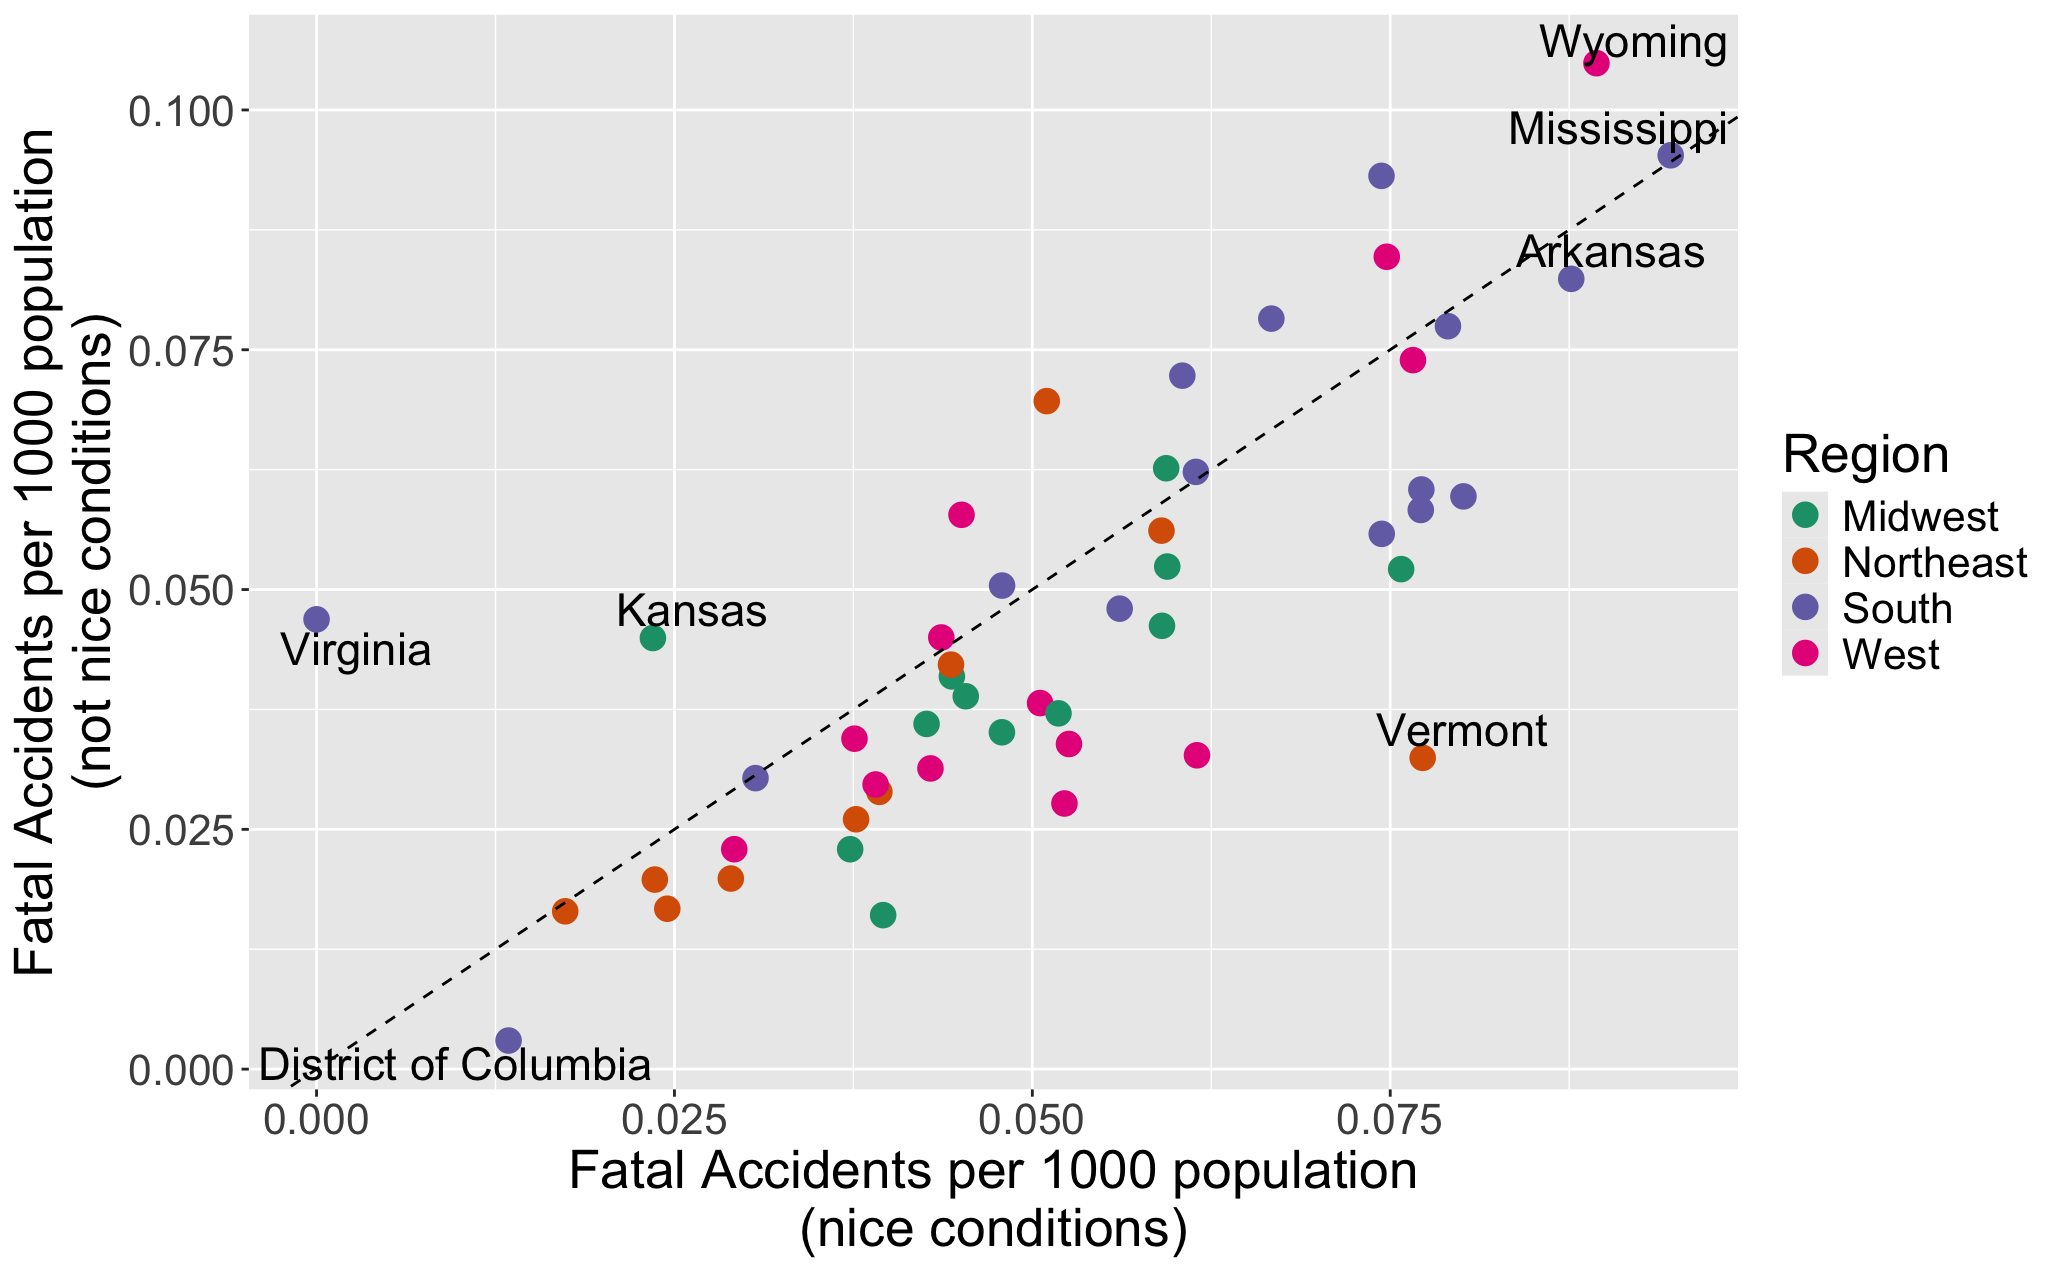 Fatal Accidents per 1000 population
(not nice conditions)
0.100
0.075
0.050
0.025
0.000
Wyoming
Mississippi
Arkansas
Kansas
Virginia
Vermont
District of Columbia
0.000
0.025
0.050
0.075
Fatal Accidents per 1000 population
(nice conditions)
Region
Midwest
Northeast
South
West